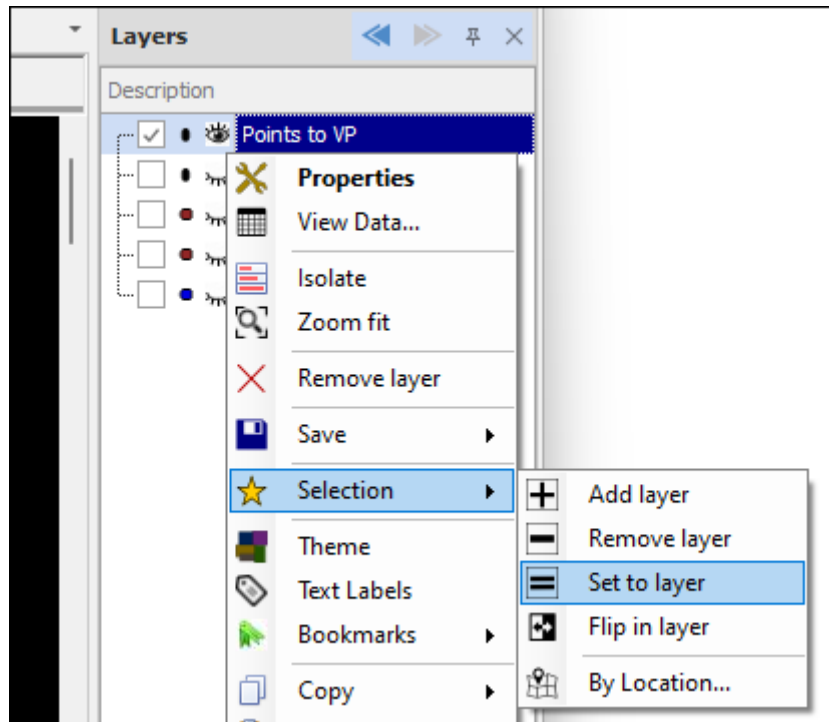 Layers
Description
Points to VP
Properties
View Data...
Isolate
Zoom fit
Remove layer
Save
Selection
Add layer
Remove layer
Theme
Set to layer
Text Labels
Flip in layer
Bookmarks
By Location...
Copy